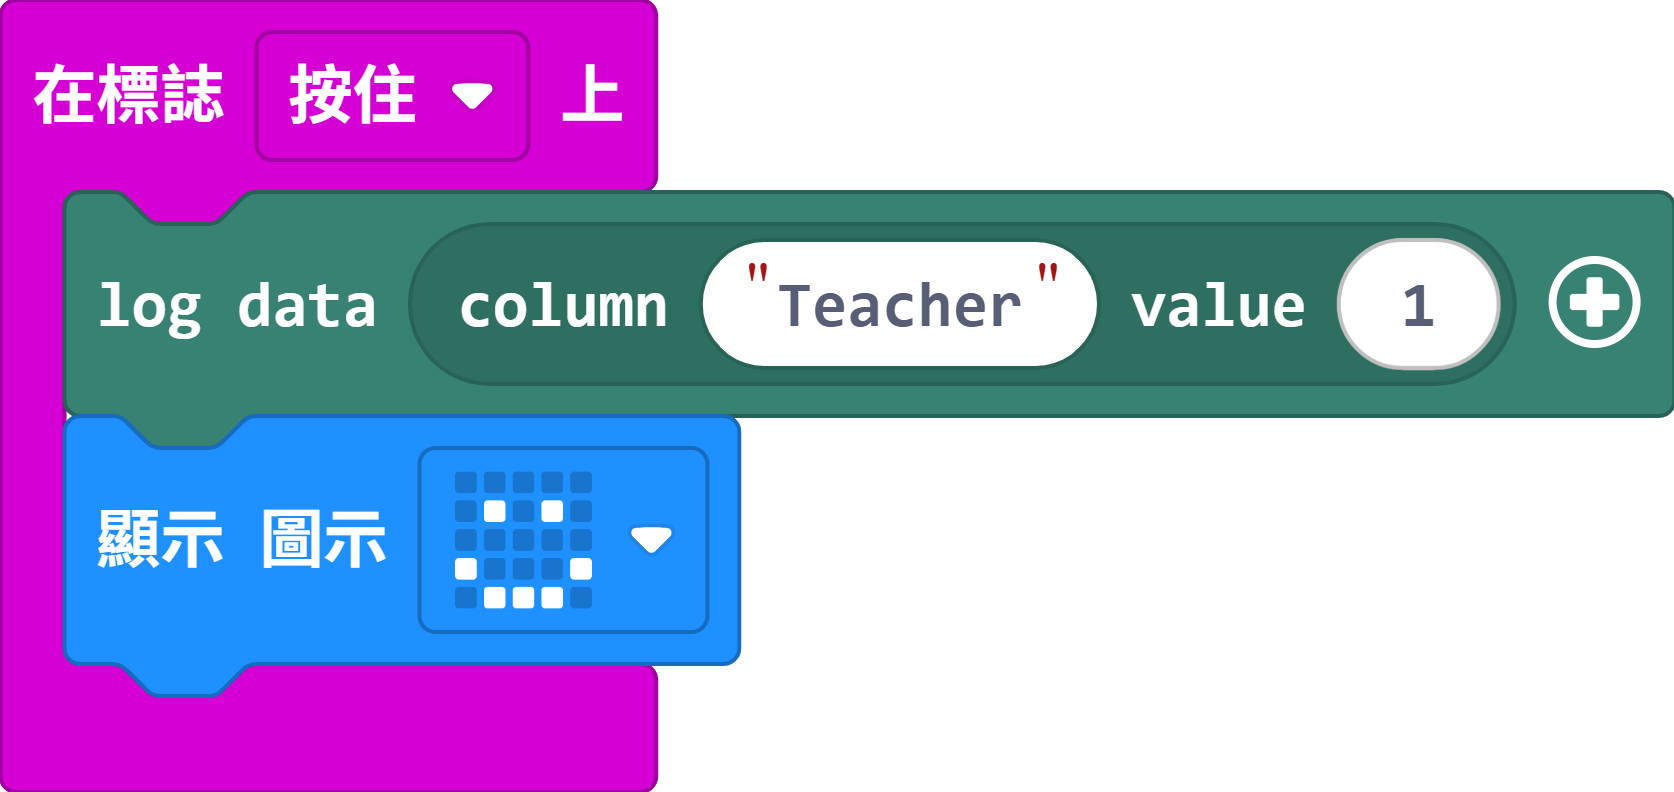 在標誌 按住 上
log data column "Teacher" value 1
顯示 圖示